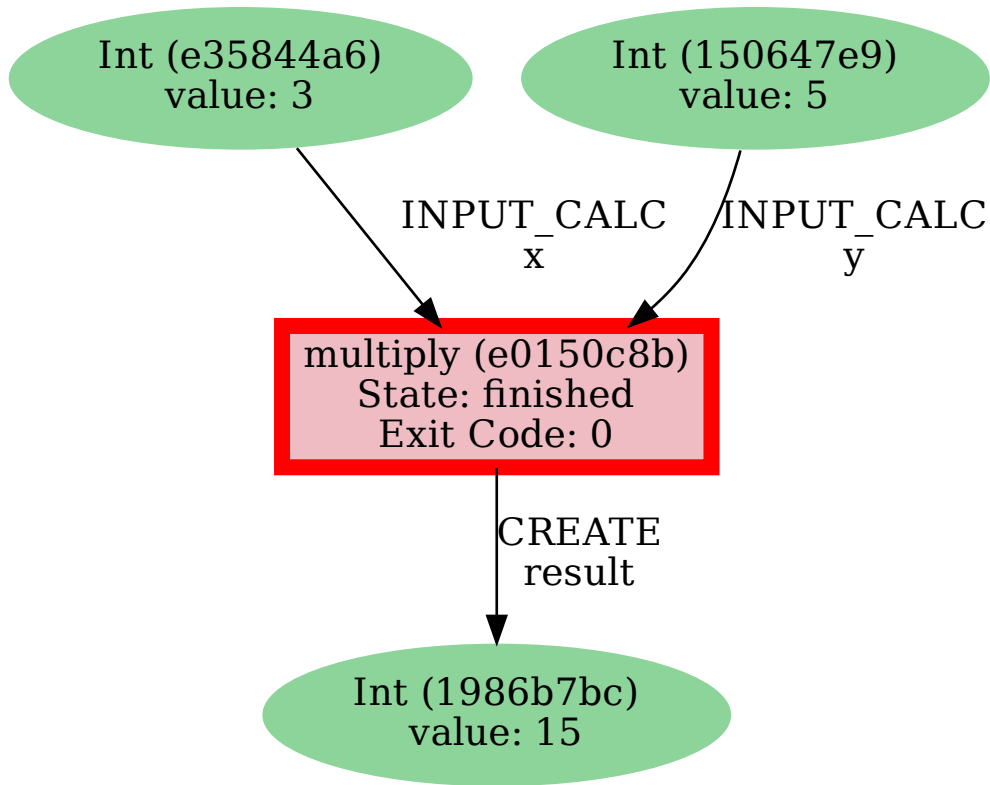 Int (e35844a6)
value: 3
Int (150647e9)
value: 5
INPUT_CALC
x
INPUT_CALC
y
multiply (e0150c8b)
State: finished
Exit Code: 0
CREATE
result
Int (1986b7bc)
value: 15